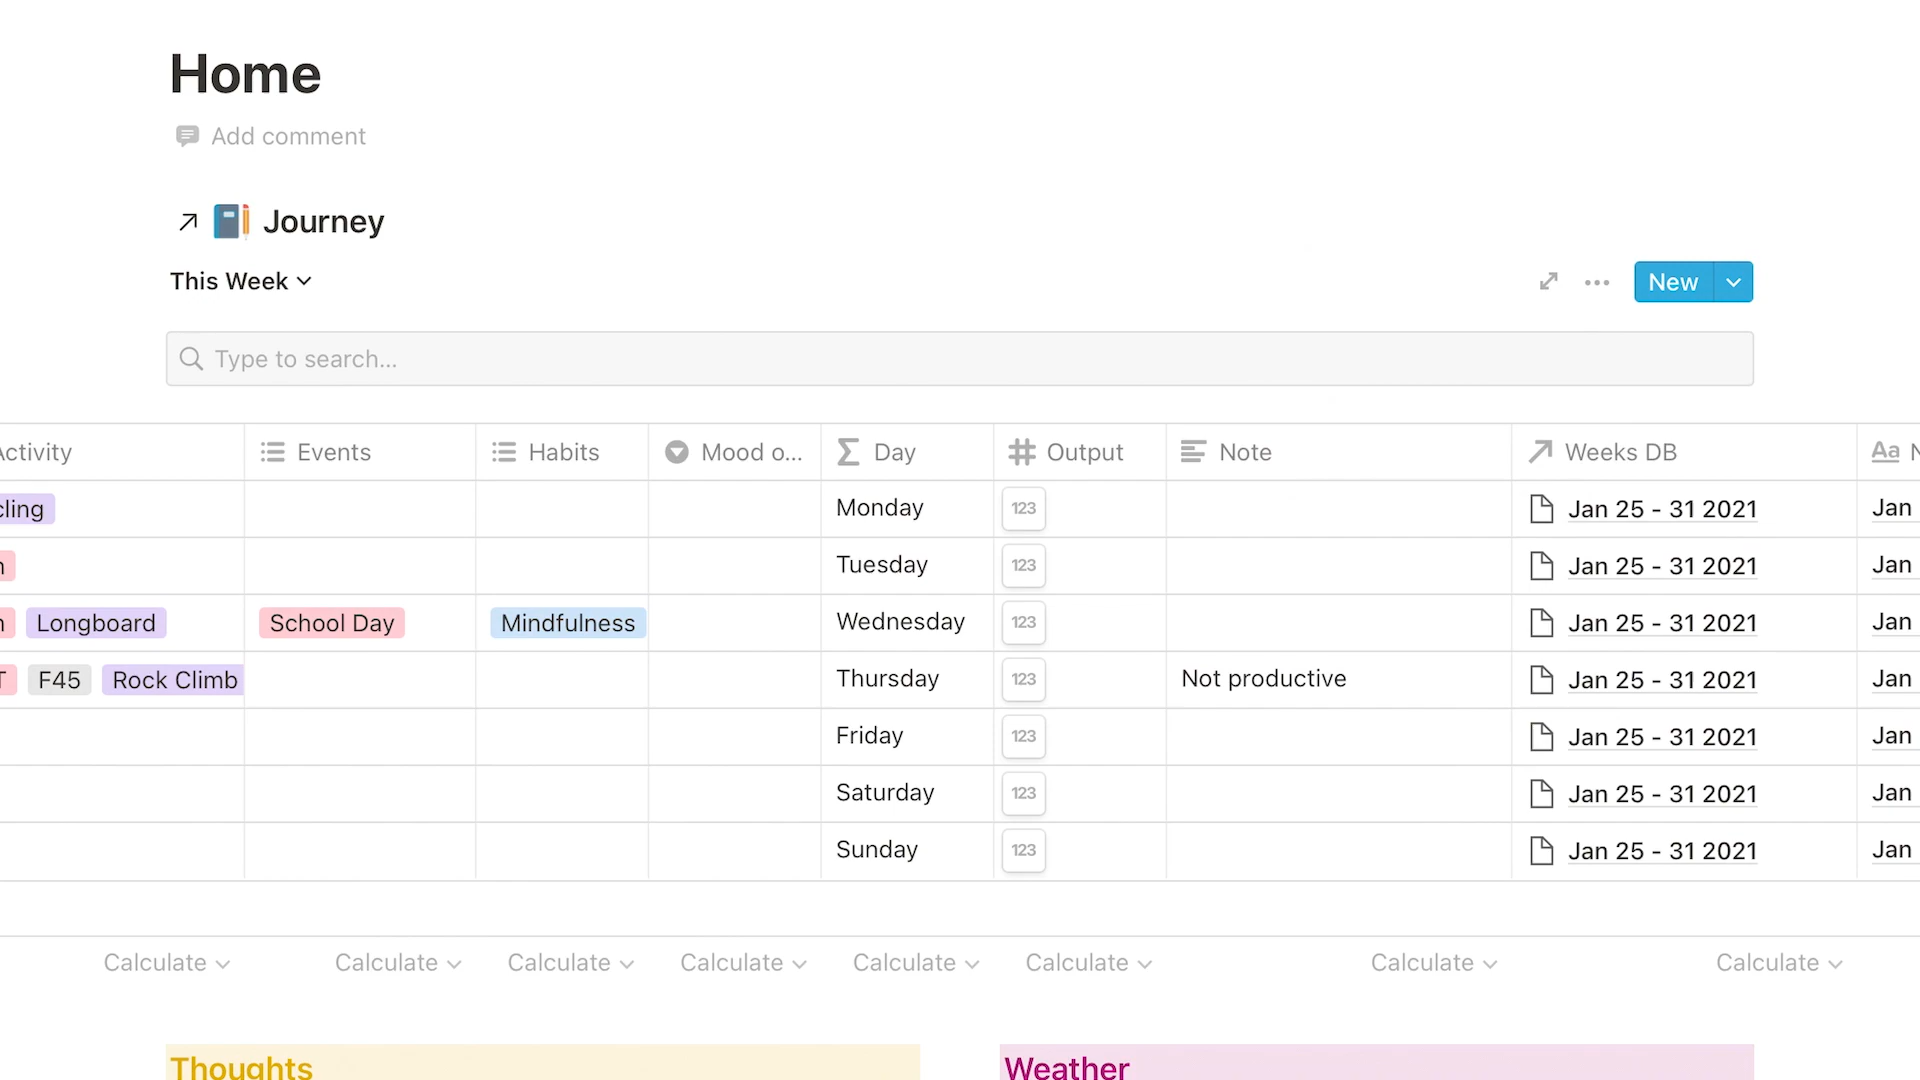 Home
Add comment
Journey
This Week
New
Type to search...
Activity Events Habits Mood o... Day Output Note Weeks DB Aa
cling Monday 123 Jan 25 - 31 2021 Jan
Tuesday 123 Jan 25 - 31 2021 Jan
Longboard School Day Mindfulness Wednesday 123 Jan 25 - 31 2021 Jan
F45 Rock Climb Thursday 123 Not productive Jan 25 - 31 2021 Jan
Friday 123 Jan 25 - 31 2021 Jan
Saturday 123 Jan 25 - 31 2021 Jan
Sunday 123 Jan 25 - 31 2021 Jan
Calculate Calculate Calculate Calculate Calculate Calculate Calculate Calculate
Thoughts Weather